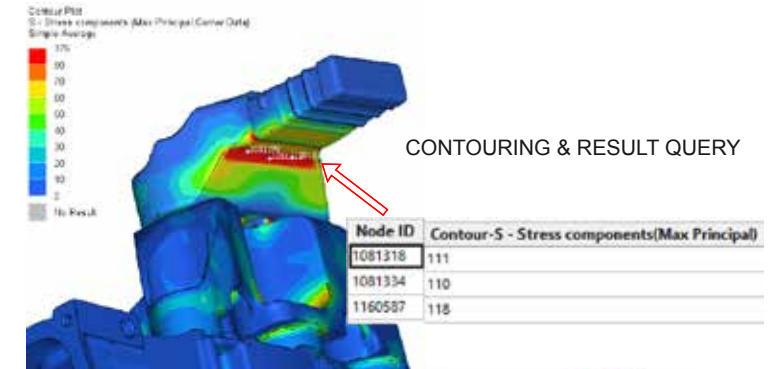 Contour Plot
S - Stress components (Max Principal Corner Data)
Simple Average
375
90
80
70
60
50
40
30
20
10
0
No Result
CONTOURING & RESULT QUERY
Node ID Contour-S - Stress components(Max Principal)
1081318 111
1081334 110
1160587 118